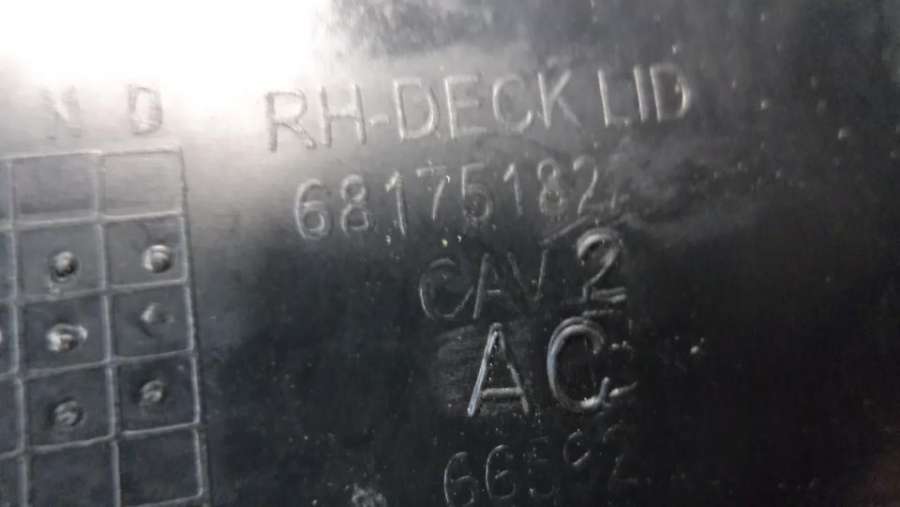 N D
RH-DECK LID
68175182
CAV 2
AC